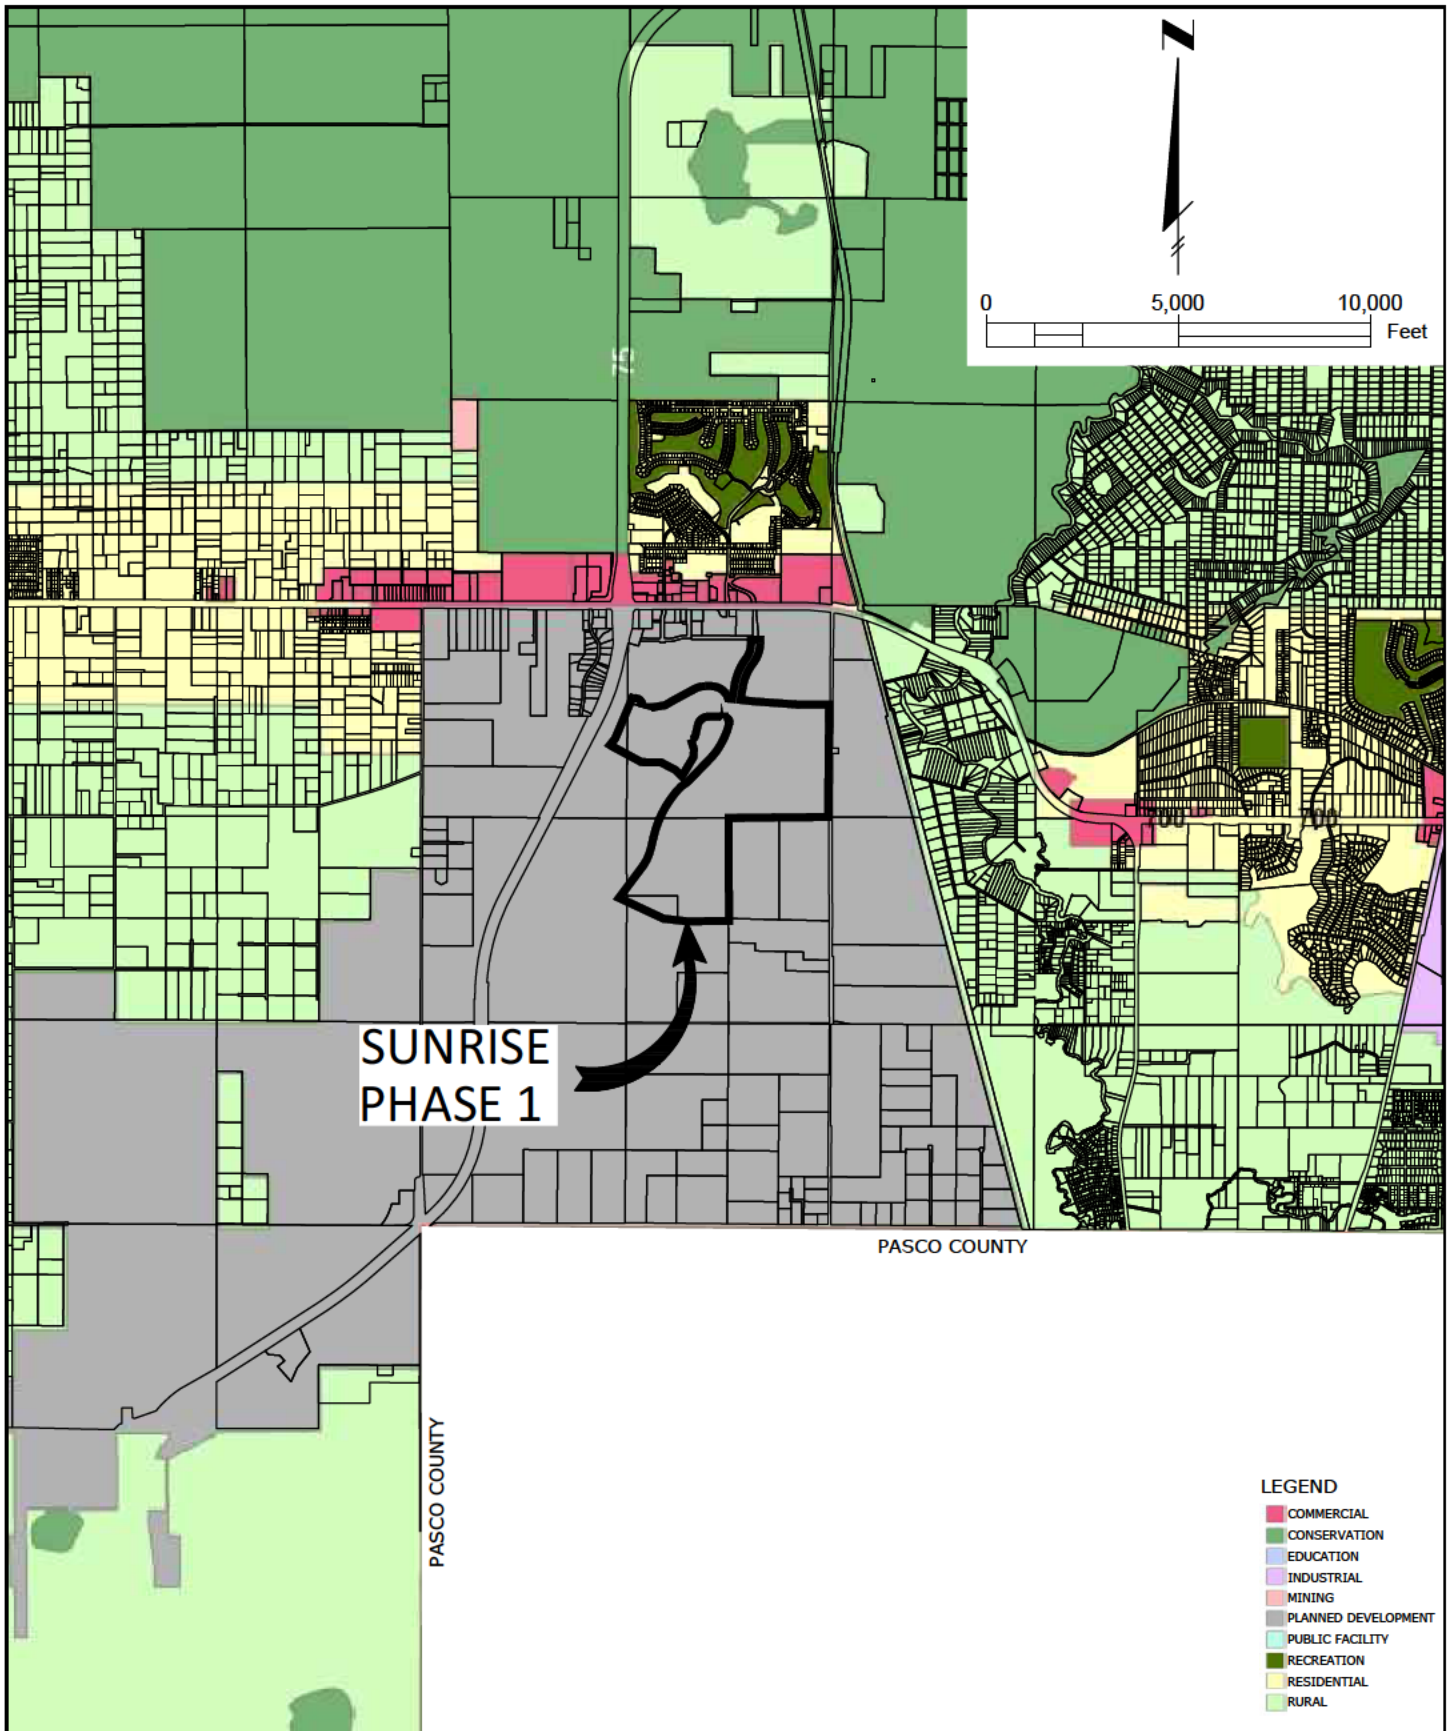 N
0 5,000 10,000
Feet
75
700 700
SUNRISE
PHASE 1
PASCO COUNTY
PASCO COUNTY
LEGEND
COMMERCIAL
CONSERVATION
EDUCATION
INDUSTRIAL
MINING
PLANNED DEVELOPMENT
PUBLIC FACILITY
RECREATION
RESIDENTIAL
RURAL